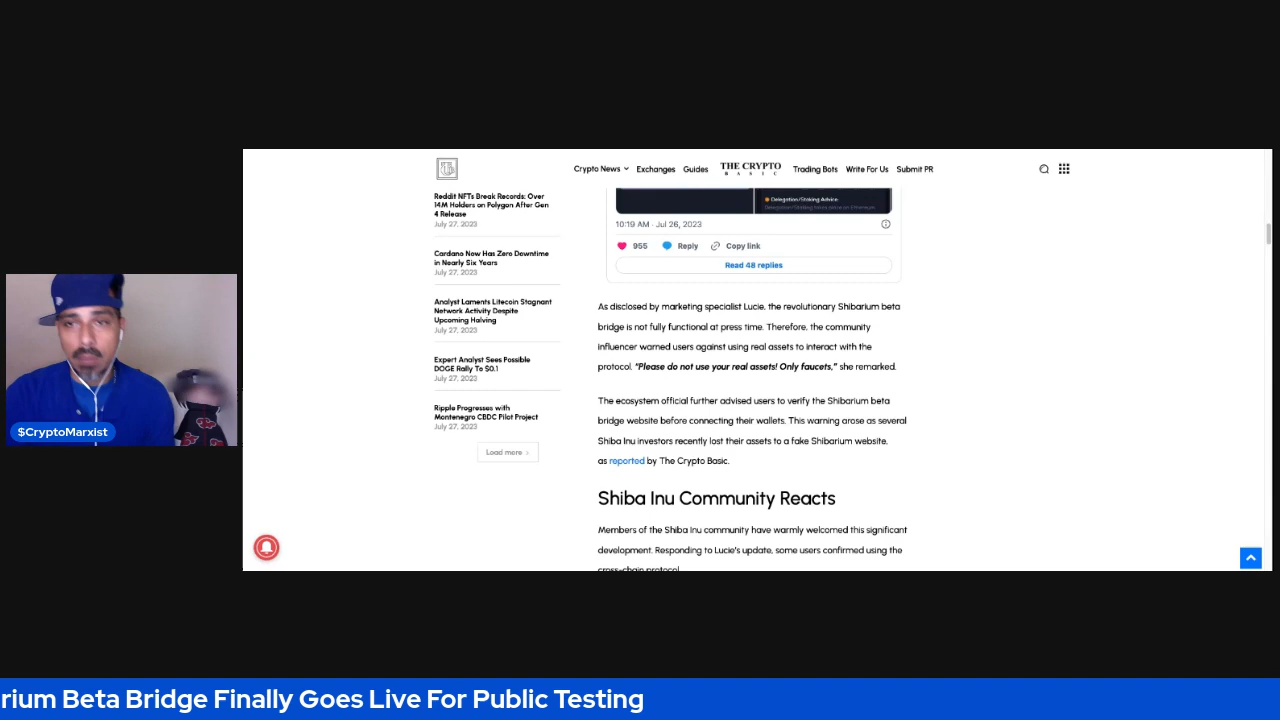 Crypto News
Exchanges
Guides
THE CRYPTO
BASIC
Trading Bots
Write For Us
Submit PR
Reddit NFTs Break Records: Over
14M Holders on Polygon After Gen
4 Release
July 27, 2023
Cardano Now Has Zero Downtime
in Nearly Six Years
July 27, 2023
Analyst Laments Litecoin Stagnant
Network Activity Despite
Upcoming Halving
July 27, 2023
Expert Analyst Sees Possible
DOGE Rally To $0.1
July 27, 2023
Ripple Progresses with
Montenegro CBDC Pilot Project
July 27, 2023
Load more
Delegation/Staking Advice
10:19 AM · Jul 26, 2023
955
Reply
Copy link
Read 48 replies
As disclosed by marketing specialist Lucie, the revolutionary Shibarium beta
bridge is not fully functional at press time. Therefore, the community
influencer warned users against using real assets to interact with the
protocol. “Please do not use your real assets! Only faucets,” she remarked.
The ecosystem official further advised users to verify the Shibarium beta
bridge website before connecting their wallets. This warning arose as several
Shiba Inu investors recently lost their assets to a fake Shibarium website,
as reported by The Crypto Basic.
Shiba Inu Community Reacts
Members of the Shiba Inu community have warmly welcomed this significant
development. Responding to Lucie's update, some users confirmed using the
cross-chain protocol.
$CryptoMarxist
rium Beta Bridge Finally Goes Live For Public Testing